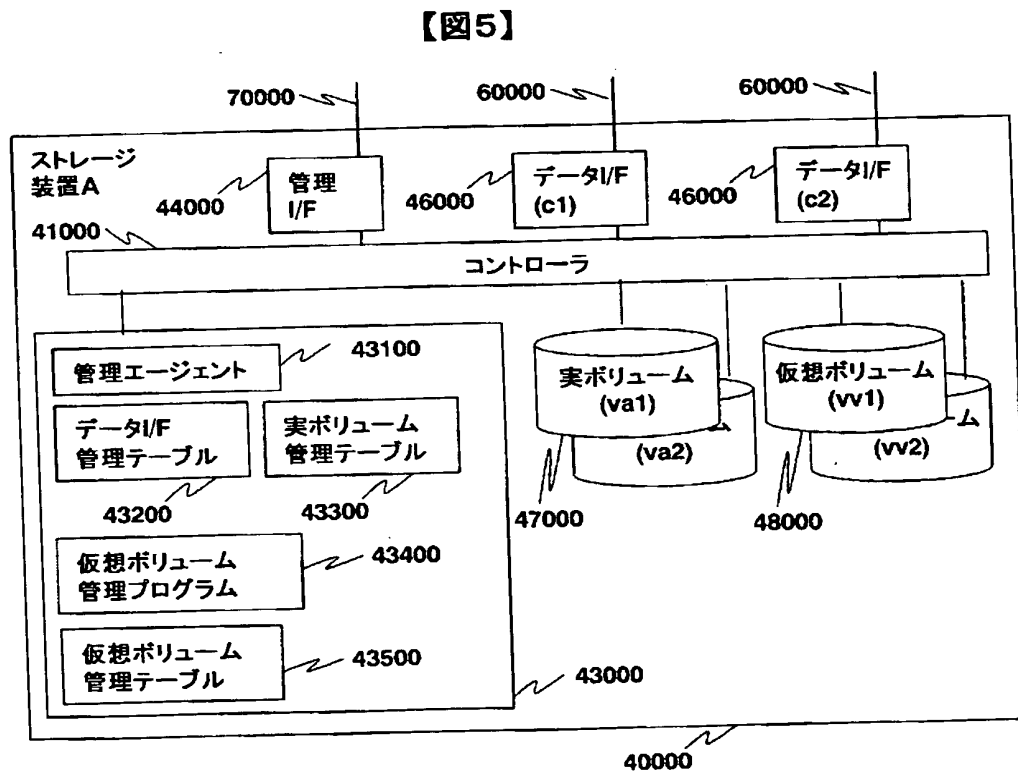 【図5】
70000
60000
60000
ストレージ
装置A
44000
管理
I/F
46000
データI/F
(c1)
46000
データI/F
(c2)
41000
コントローラ
管理エージェント
43100
データI/F
管理テーブル
実ボリューム
管理テーブル
43200
43300
仮想ボリューム
管理プログラム
43400
仮想ボリューム
管理テーブル
43500
43000
実ボリューム
(va1)
(va2)
47000
仮想ボリューム
(vv1)
ーム
(vv2)
48000
40000